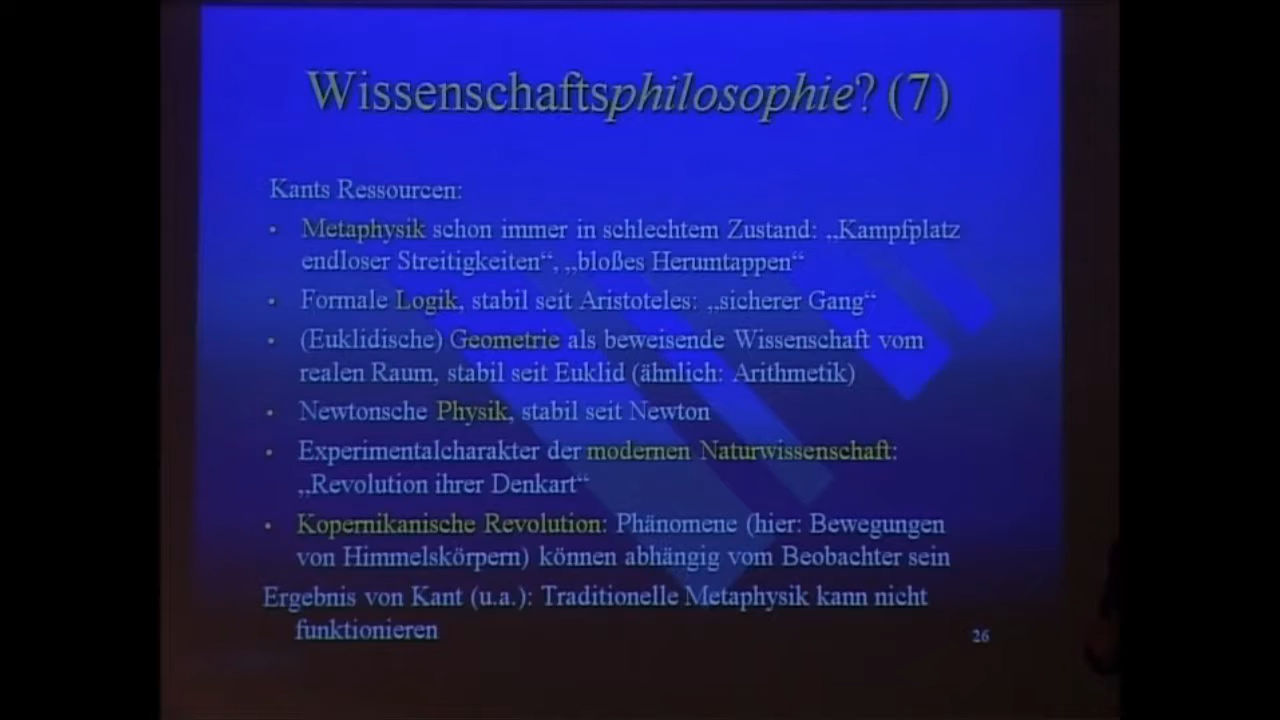 Wissenschaftsphilosophie? (7)
Kants Ressourcen:
• Metaphysik schon immer in schlechtem Zustand: „Kampfplatz
endloser Streitigkeiten“, „bloßes Herumtappen“
• Formale Logik, stabil seit Aristoteles: „sicherer Gang“
• (Euklidische) Geometrie als beweisende Wissenschaft vom
realen Raum, stabil seit Euklid (ähnlich: Arithmetik)
• Newtonsche Physik, stabil seit Newton
• Experimentalcharakter der modernen Naturwissenschaft:
„Revolution ihrer Denkart“
• Kopernikanische Revolution: Phänomene (hier: Bewegungen
von Himmelskörpern) können abhängig vom Beobachter sein
Ergebnis von Kant (u.a.): Traditionelle Metaphysik kann nicht
funktionieren
26